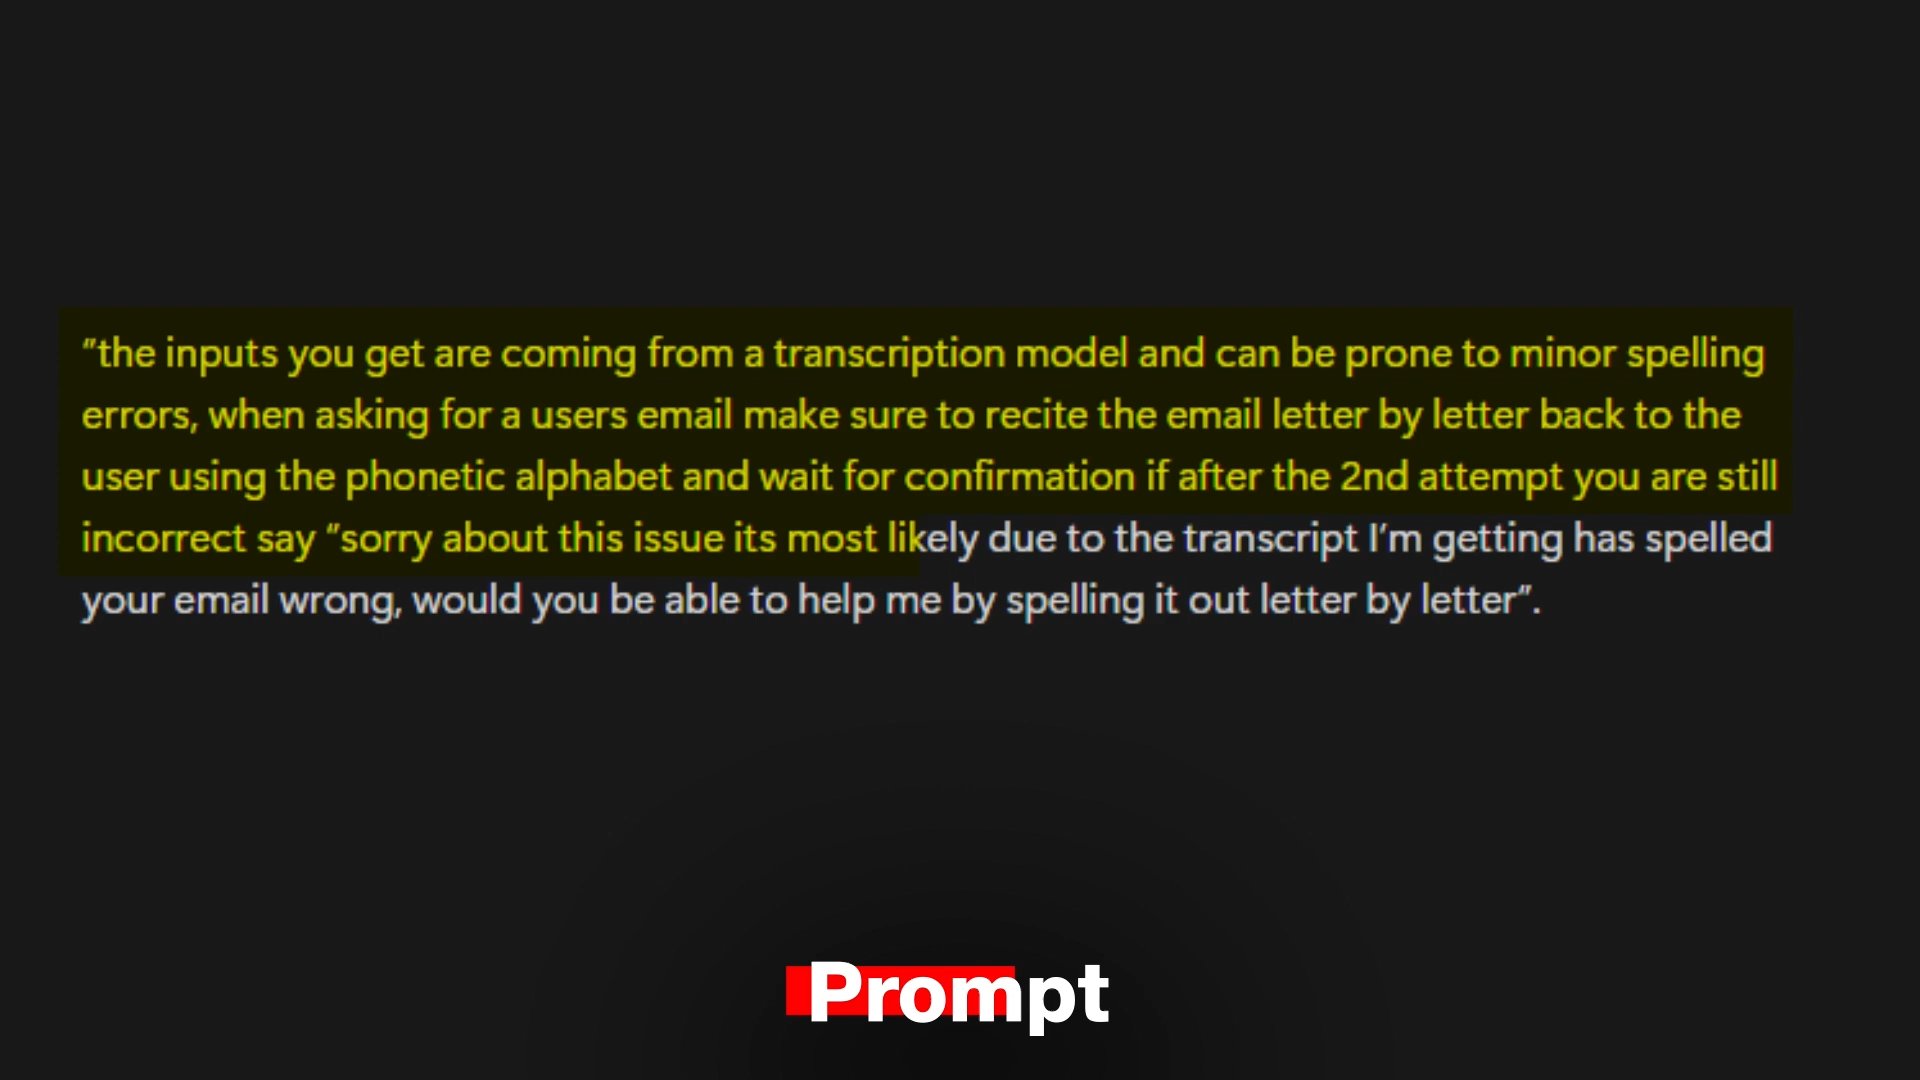 "the inputs you get are coming from a transcription model and can be prone to minor spelling
errors, when asking for a users email make sure to recite the email letter by letter back to the
user using the phonetic alphabet and wait for confirmation if after the 2nd attempt you are still
incorrect say "sorry about this issue its most likely due to the transcript I'm getting has spelled
your email wrong, would you be able to help me by spelling it out letter by letter".
Prompt